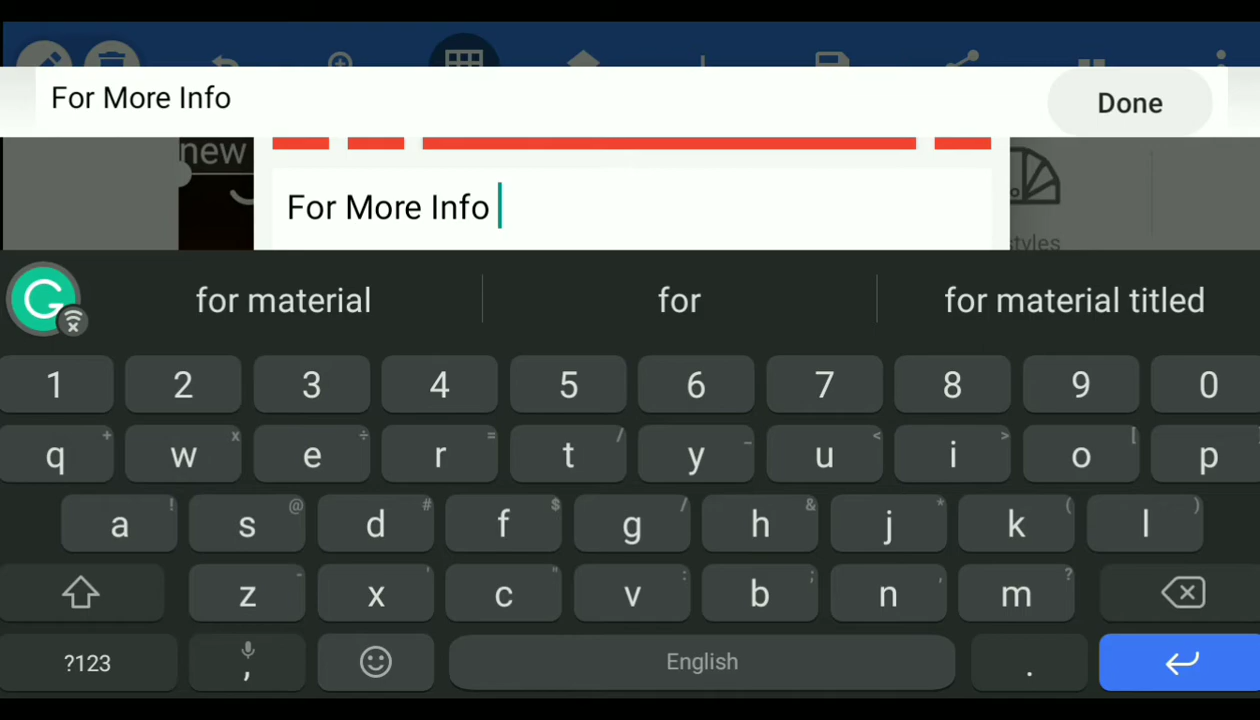 For More Info
Done
new
For More Info
styles
for material
for
for material titled
1 2 3 4 5 6 7 8 9 0
q + w x e ÷ r = t / y _ u < i > o [ p
a ! s @ d # f $ g / h & j * k ( l )
z - x ' c " v : b ; n , m ?
?123 , English .